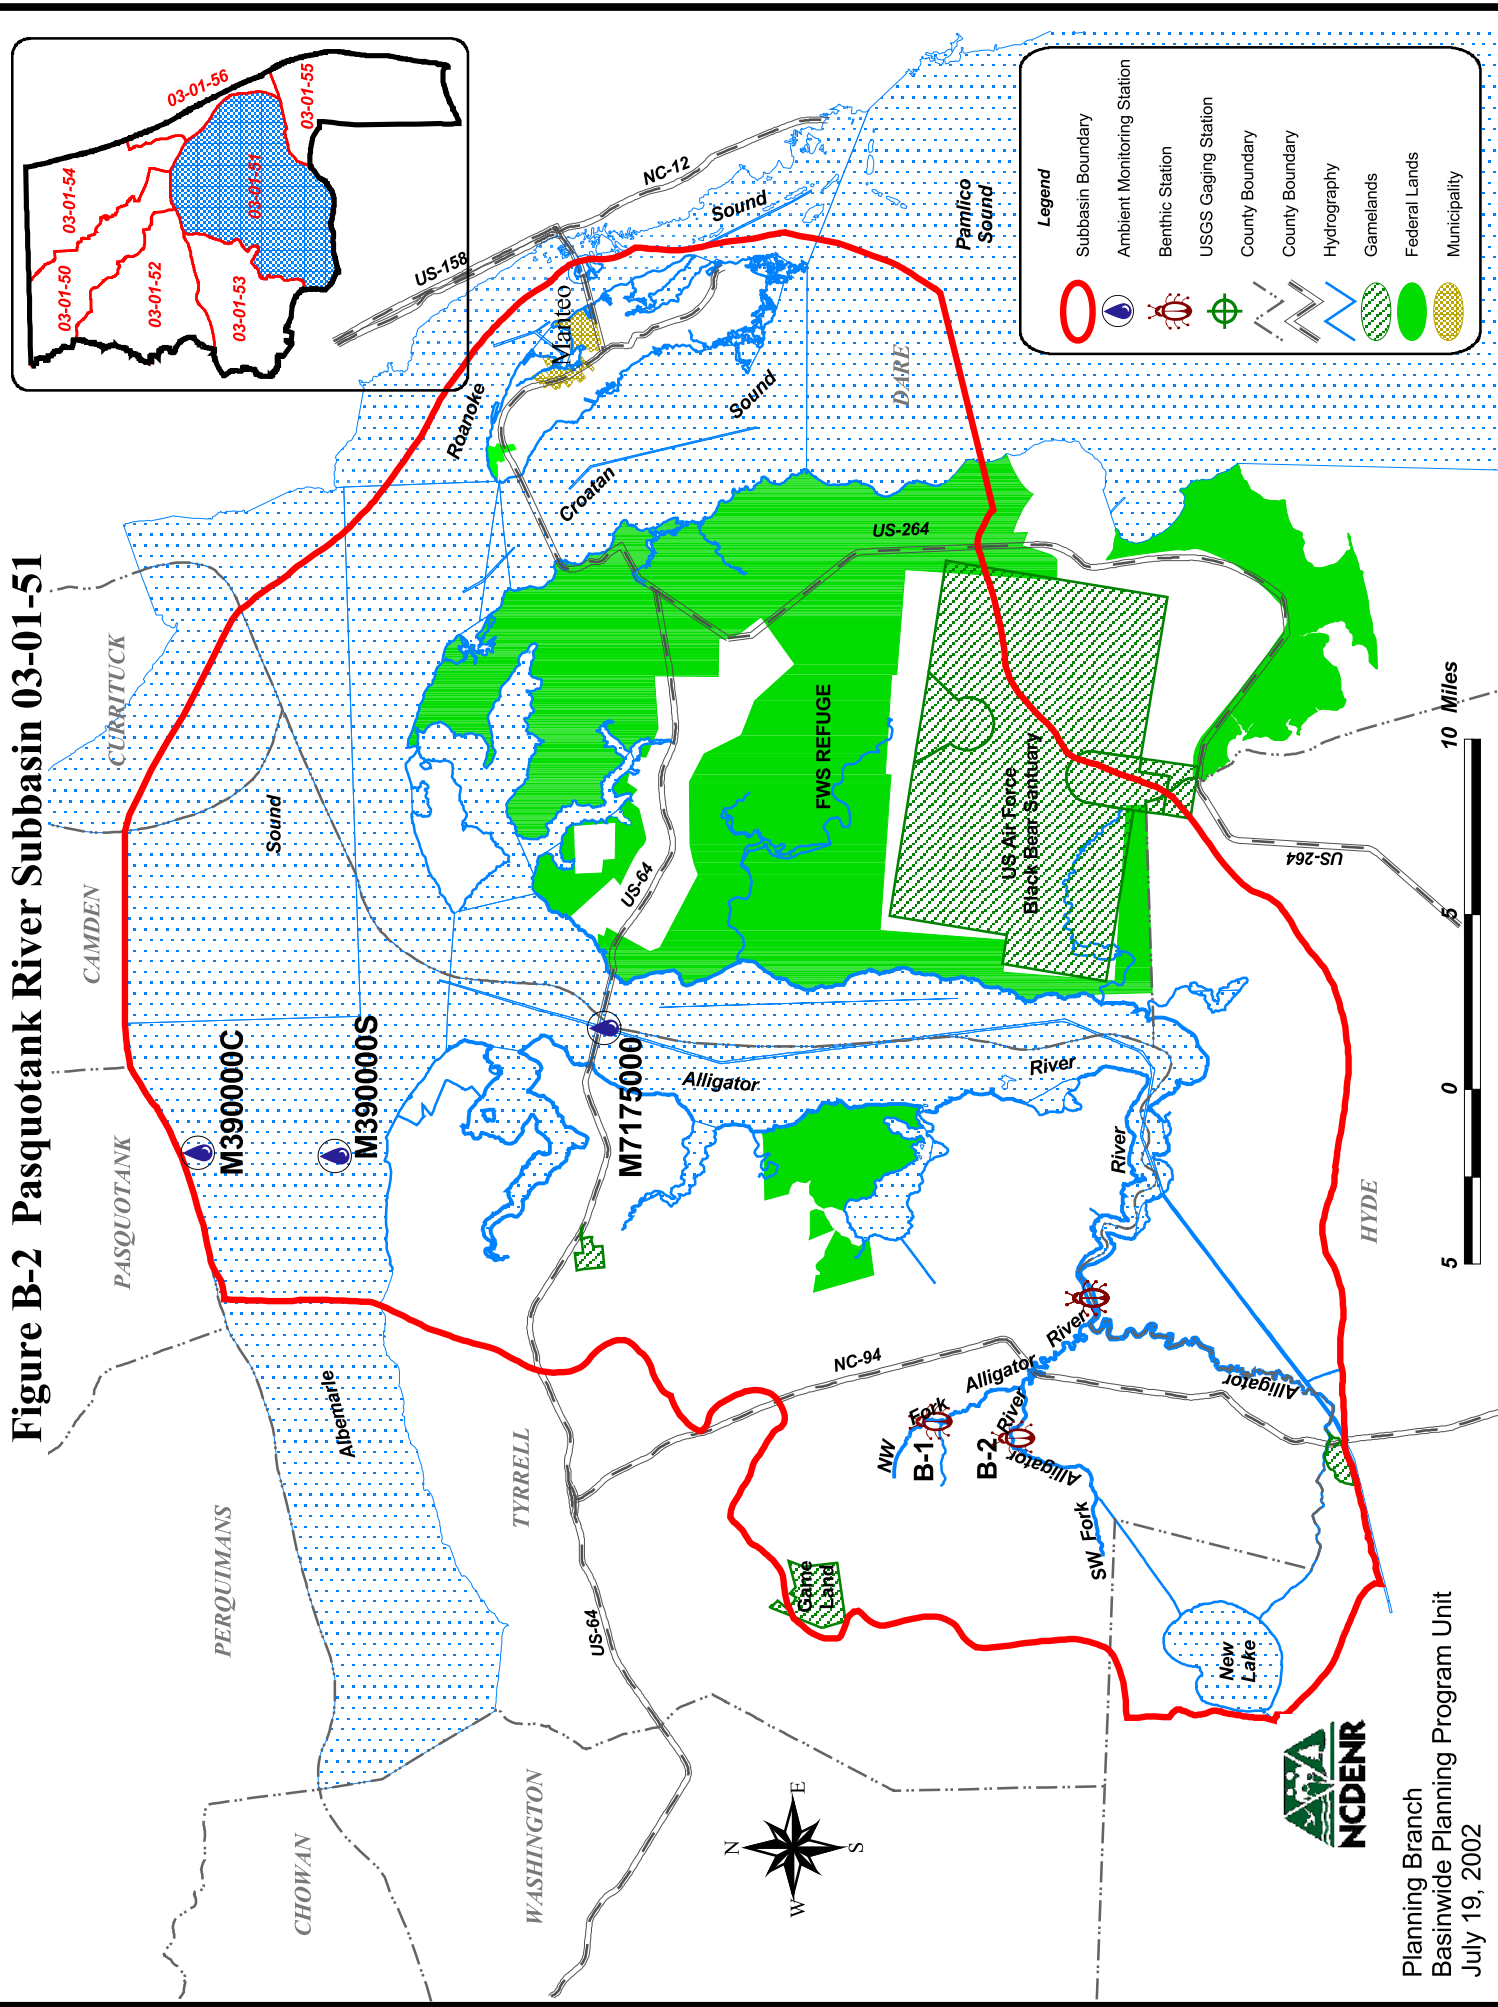 Figure B-2 Pasquotank River Subbasin 03-01-51
03-01-54
03-01-56
03-01-50
03-01-52
03-01-51
03-01-55
03-01-53
CURRITUCK
CAMDEN
PASQUOTANK
PERQUIMANS
CHOWAN
WASHINGTON
TYRRELL
DARE
HYDE
Albemarle
Sound
M390000C
M390000S
M7175000
US-158
NC-12
Manteo
Roanoke
Sound
Croatan
Sound
Pamlico
Sound
US-264
US-64
US-64
FWS REFUGE
US Air Force
Black Bear Santuary
US-264
Alligator
River
River
NC-94
River
Alligator
Fork
NW
B-1
River
Alligator
B-2
SW Fork
Alligator
Game
Land
New
Lake
N
E
S
W
Legend
Subbasin Boundary
Ambient Monitoring Station
Benthic Station
USGS Gaging Station
County Boundary
County Boundary
Hydrography
Gamelands
Federal Lands
Municipality
5
0
5
10 Miles
NCDENR
Planning Branch
Basinwide Planning Program Unit
July 19, 2002